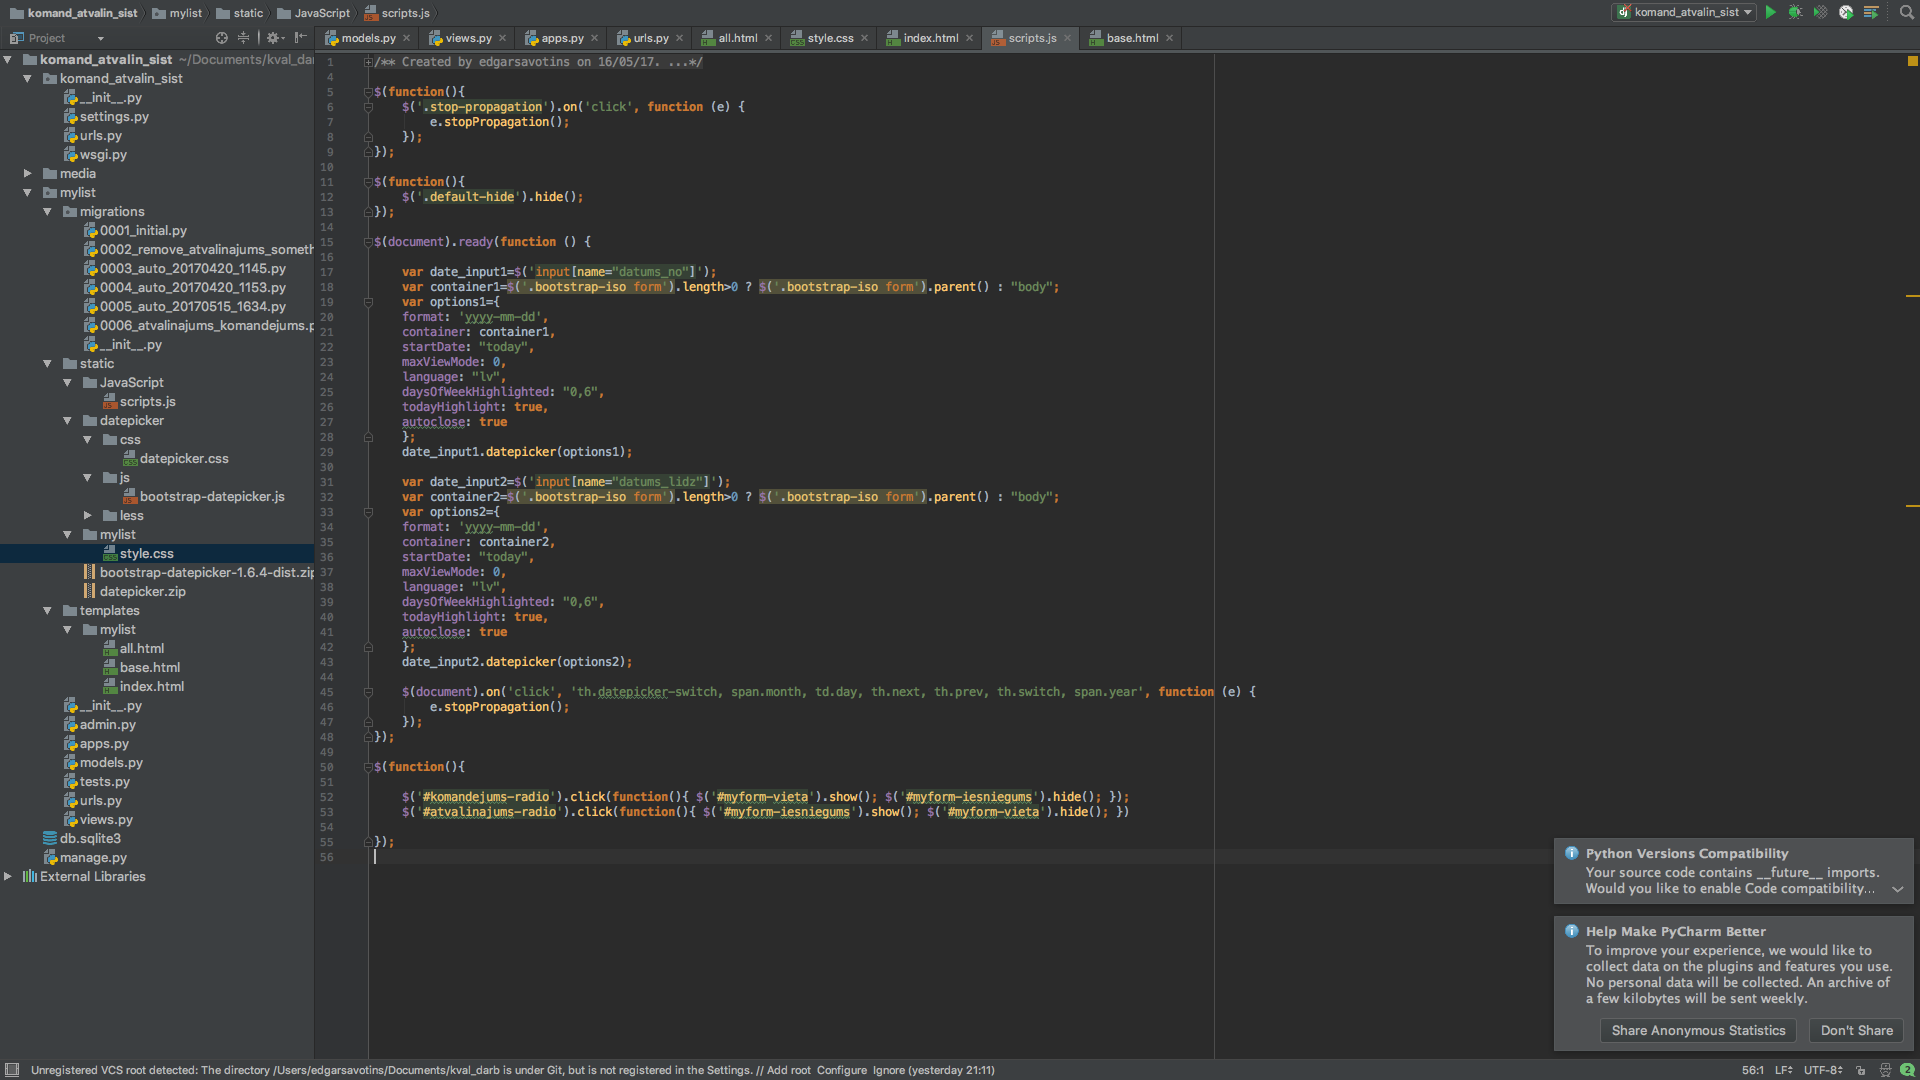 komand_atvalin_sist
mylist
static
JavaScript
scripts.js
komand_atvalin_sist
Project
models.py
views.py
apps.py
urls.py
all.html
style.css
index.html
scripts.js
base.html
komand_atvalin_sist ~/Documents/kval_dar
komand_atvalin_sist
__init__.py
settings.py
urls.py
wsgi.py
media
mylist
migrations
0001_initial.py
0002_remove_atvalinajums_someth
0003_auto_20170420_1145.py
0004_auto_20170420_1153.py
0005_auto_20170515_1634.py
0006_atvalinajums_komandejums.p
__init__.py
static
JavaScript
scripts.js
datepicker
css
datepicker.css
js
bootstrap-datepicker.js
less
mylist
style.css
bootstrap-datepicker-1.6.4-dist.zip
datepicker.zip
templates
mylist
all.html
base.html
index.html
__init__.py
admin.py
apps.py
models.py
tests.py
urls.py
views.py
db.sqlite3
manage.py
External Libraries
1 /** Created by edgarsavotins on 16/05/17. ...*/
4
5 $(function(){
6 $('.stop-propagation').on('click', function (e) {
7 e.stopPropagation();
8 });
9 });
10
11 $(function(){
12 $('.default-hide').hide();
13 });
14
15 $(document).ready(function () {
16
17 var date_input1=$('input[name="datums_no"]');
18 var container1=$('.bootstrap-iso form').length>0 ? $('.bootstrap-iso form').parent() : "body";
19 var options1={
20 format: 'yyyy-mm-dd',
21 container: container1,
22 startDate: "today",
23 maxViewMode: 0,
24 language: "lv",
25 daysOfWeekHighlighted: "0,6",
26 todayHighlight: true,
27 autoclose: true
28 };
29 date_input1.datepicker(options1);
30
31 var date_input2=$('input[name="datums_lidz"]');
32 var container2=$('.bootstrap-iso form').length>0 ? $('.bootstrap-iso form').parent() : "body";
33 var options2={
34 format: 'yyyy-mm-dd',
35 container: container2,
36 startDate: "today",
37 maxViewMode: 0,
38 language: "lv",
39 daysOfWeekHighlighted: "0,6",
40 todayHighlight: true,
41 autoclose: true
42 };
43 date_input2.datepicker(options2);
44
45 $(document).on('click', 'th.datepicker-switch, span.month, td.day, th.next, th.prev, th.switch, span.year', function (e) {
46 e.stopPropagation();
47 });
48 });
49
50 $(function(){
51
52 $('#komandejums-radio').click(function(){ $('#myform-vieta').show(); $('#myform-iesniegums').hide(); });
53 $('#atvalinajums-radio').click(function(){ $('#myform-iesniegums').show(); $('#myform-vieta').hide(); })
54
55 });
56
Python Versions Compatibility
Your source code contains __future__ imports.
Would you like to enable Code compatibility...
Help Make PyCharm Better
To improve your experience, we would like to
collect data on the plugins and features you use.
No personal data will be collected. An archive of
a few kilobytes will be sent weekly.
Share Anonymous Statistics
Don't Share
Unregistered VCS root detected: The directory /Users/edgarsavotins/Documents/kval_darb is under Git, but is not registered in the Settings. // Add root Configure Ignore (yesterday 21:11)
56:1 LF UTF-8 2